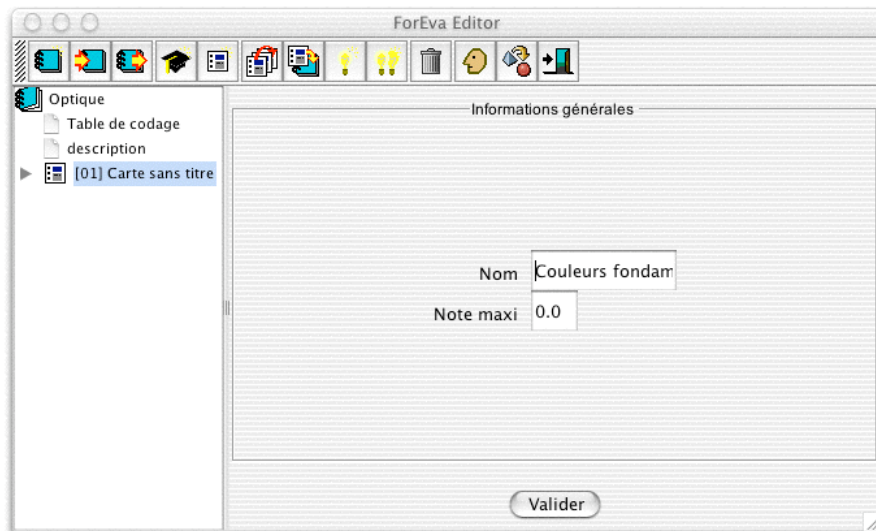 ForEva Editor
Optique
Table de codage
description
[01] Carte sans titre
Informations générales
Nom Couleurs fondam
Note maxi 0.0
Valider